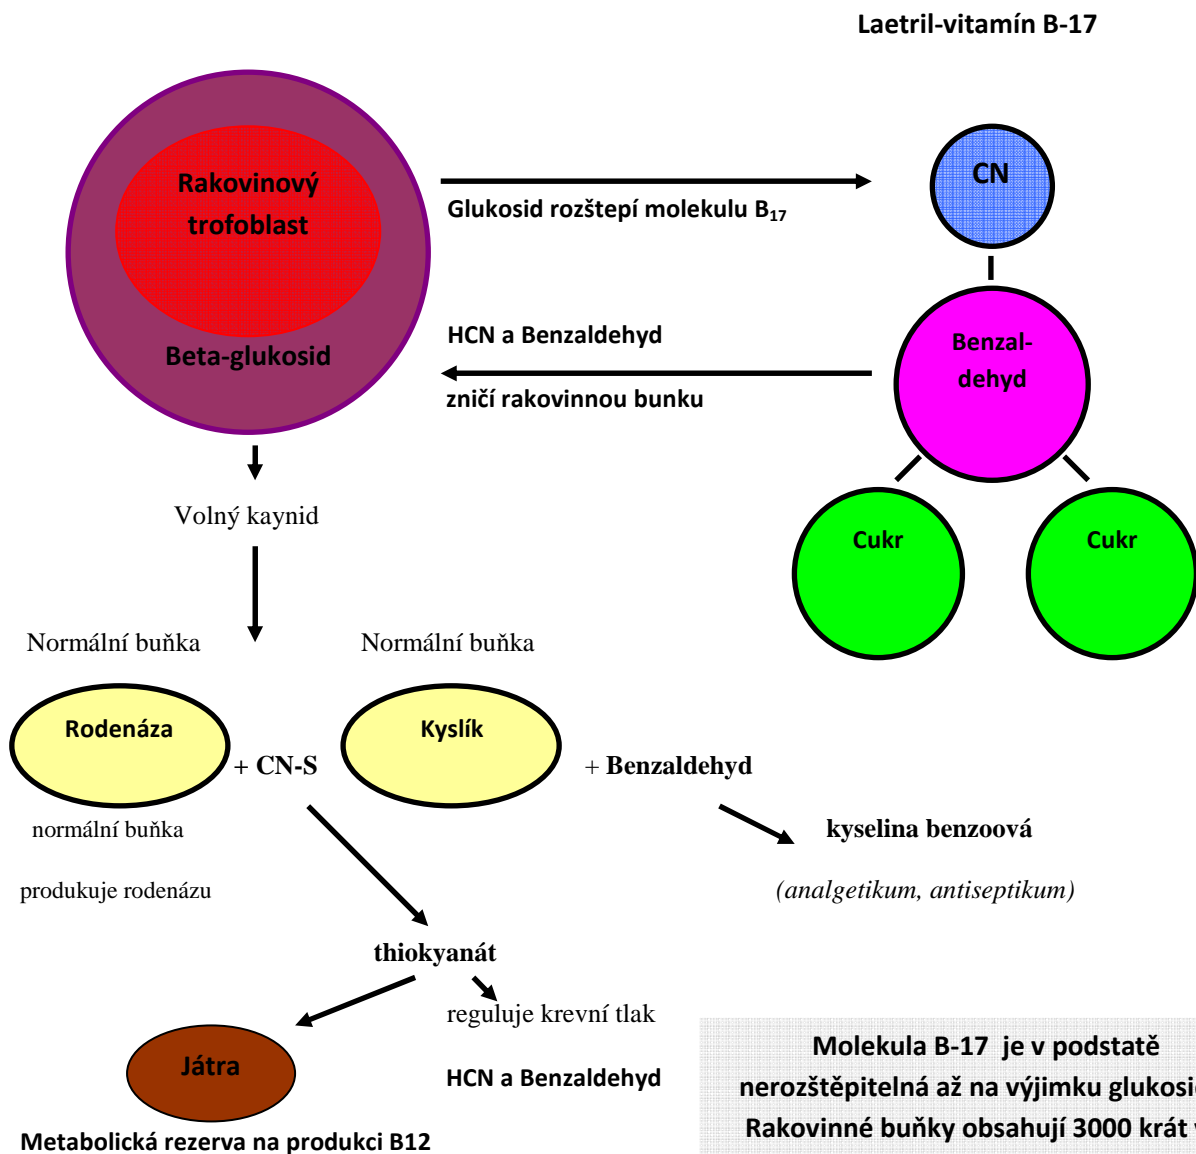 Laetril-vitamín B-17
Rakovinový
trofoblast
Beta-glukosid
Glukosid rozštepí molekulu B₁₇
HCN a Benzaldehyd
zničí rakovinnou bunku
CN
Benzal-
dehyd
Cukr
Cukr
Volný kaynid
Normální buňka
Normální buňka
Rodenáza
+ CN-S
Kyslík
+ Benzaldehyd
normální buňka
produkuje rodenázu
kyselina benzoová
(analgetikum, antiseptikum)
thiokyanát
reguluje krevní tlak
Játra
HCN a Benzaldehyd
Metabolická rezerva na produkci B12
Molekula B-17 je v podstatě
nerozštěpitelná až na výjimku
Rakovinné buňky obsahují 3000 krát